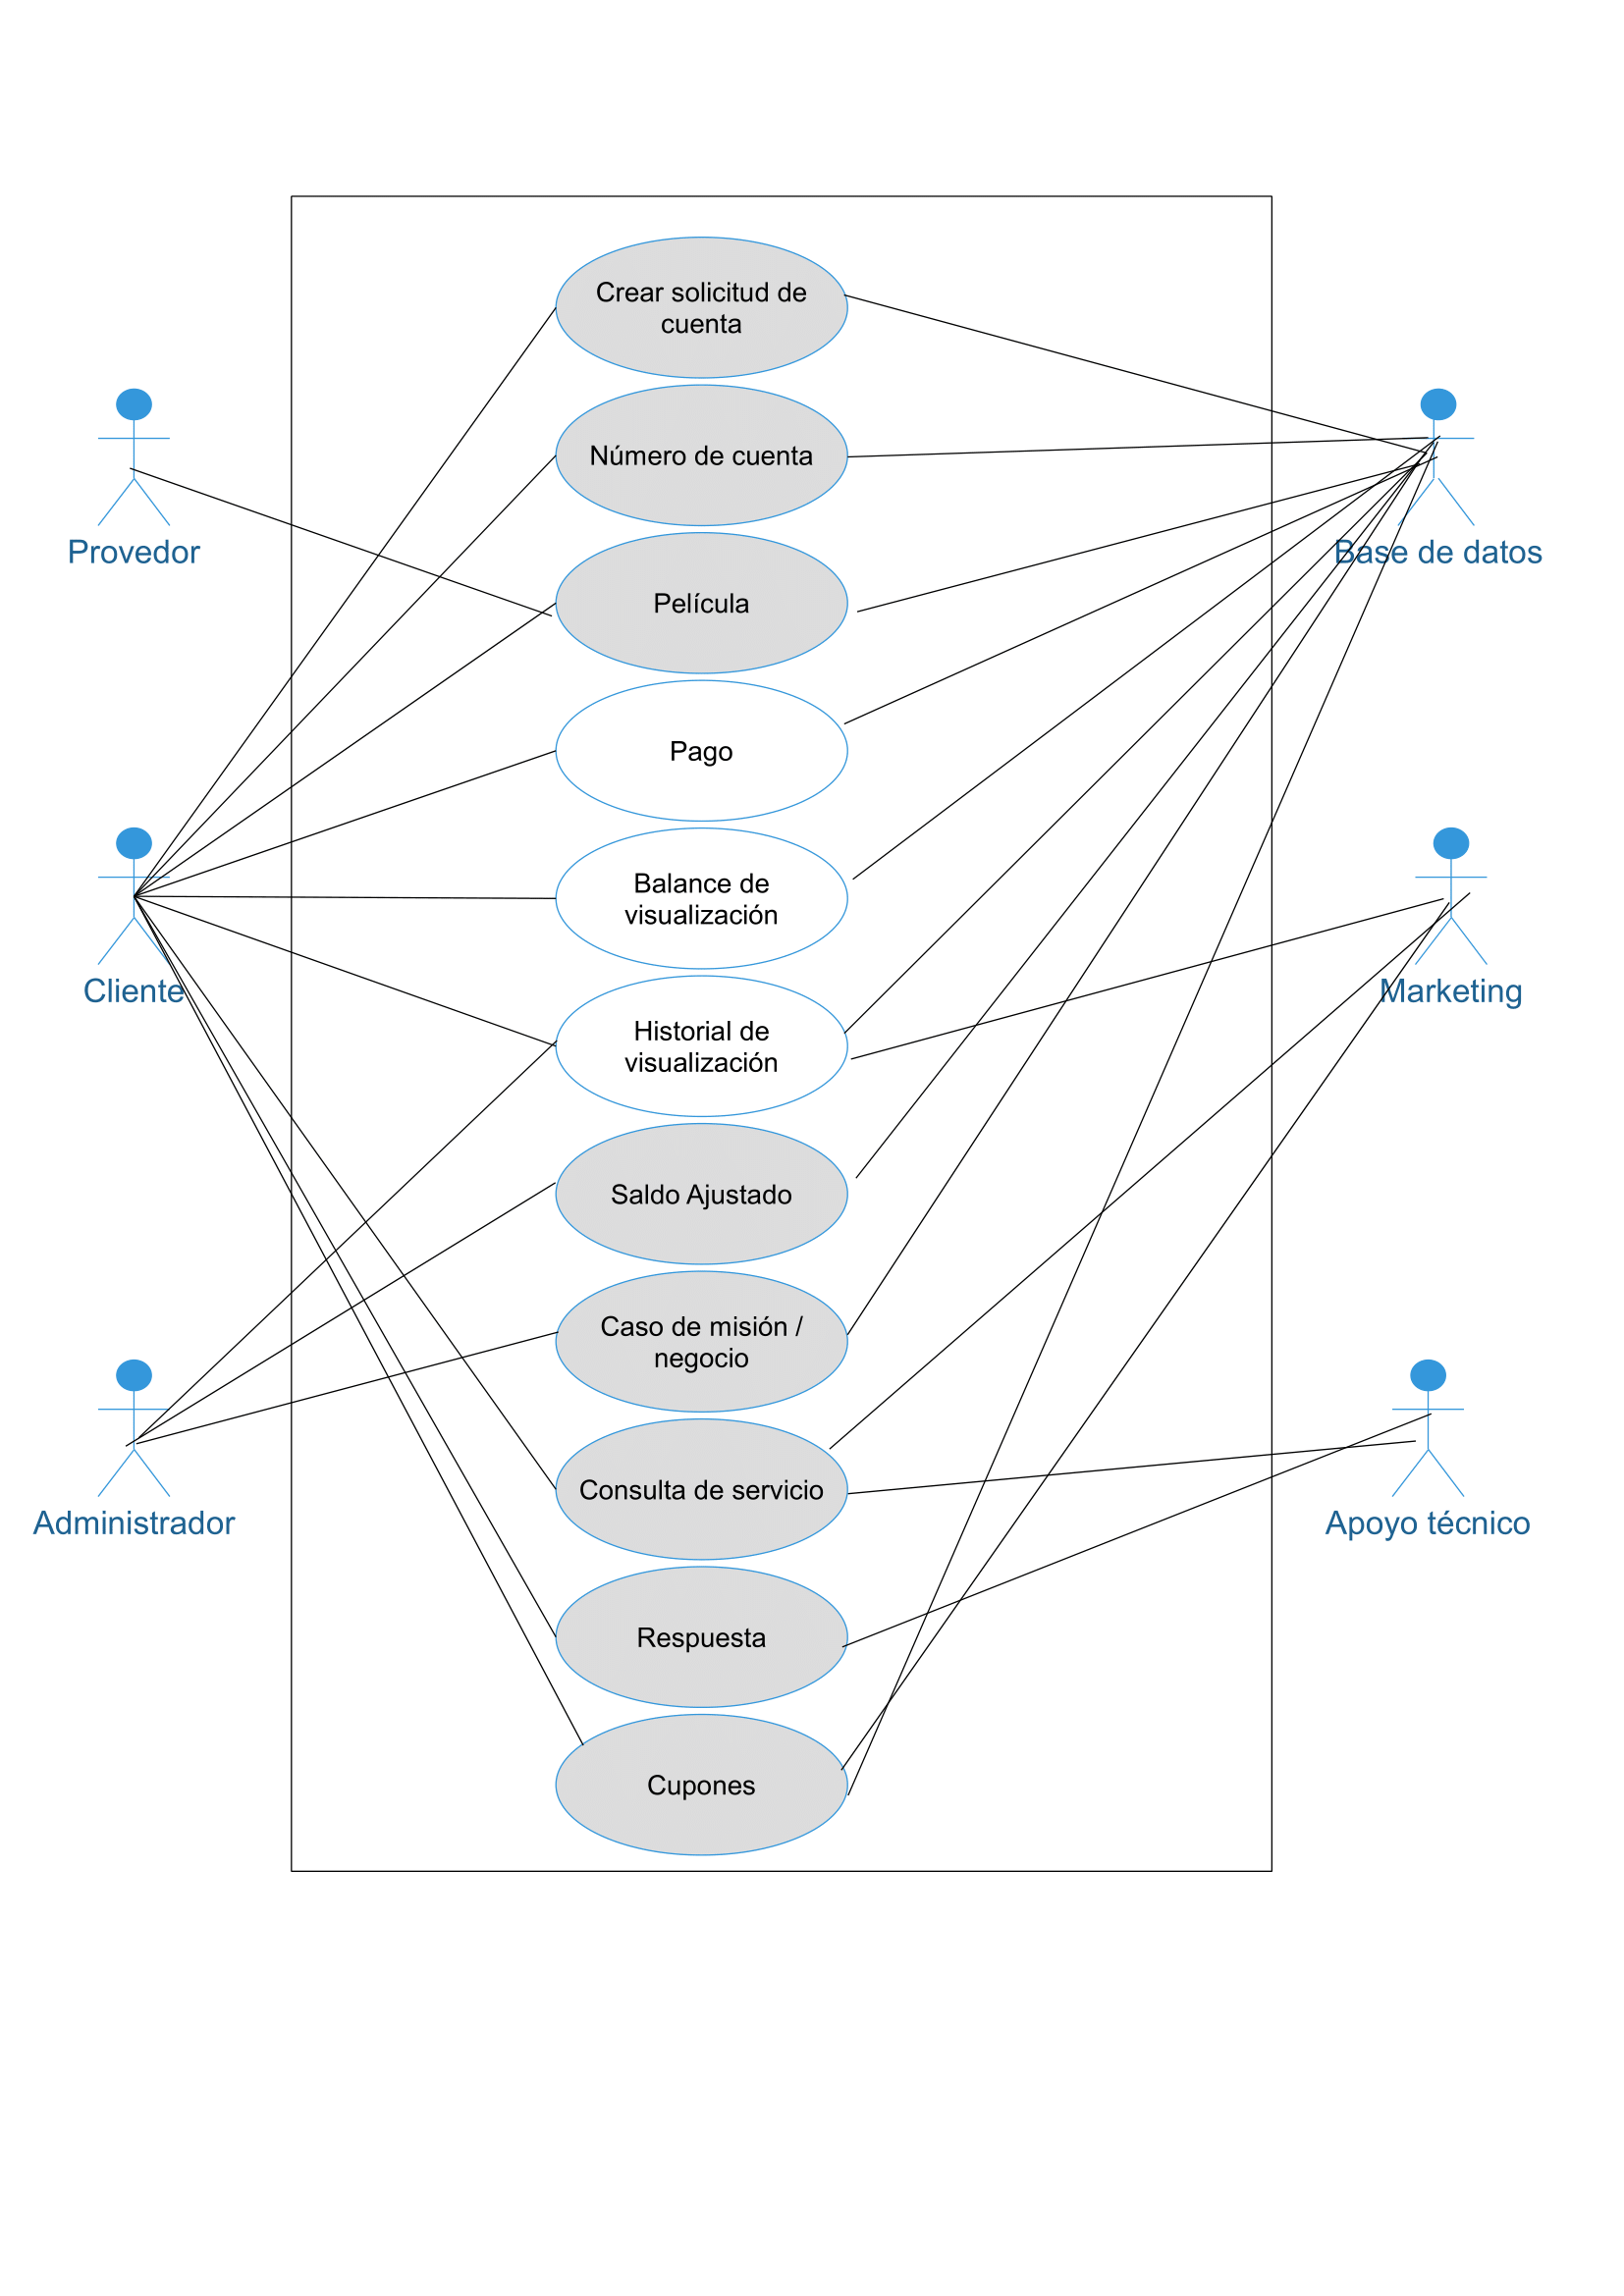 Crear solicitud de
cuenta
Número de cuenta
Provedor
Base de datos
Película
Pago
Balance de
visualización
Cliente
Marketing
Historial de
visualización
Saldo Ajustado
Caso de misión /
negocio
Consulta de servicio
Administrador
Apoyo técnico
Respuesta
Cupones